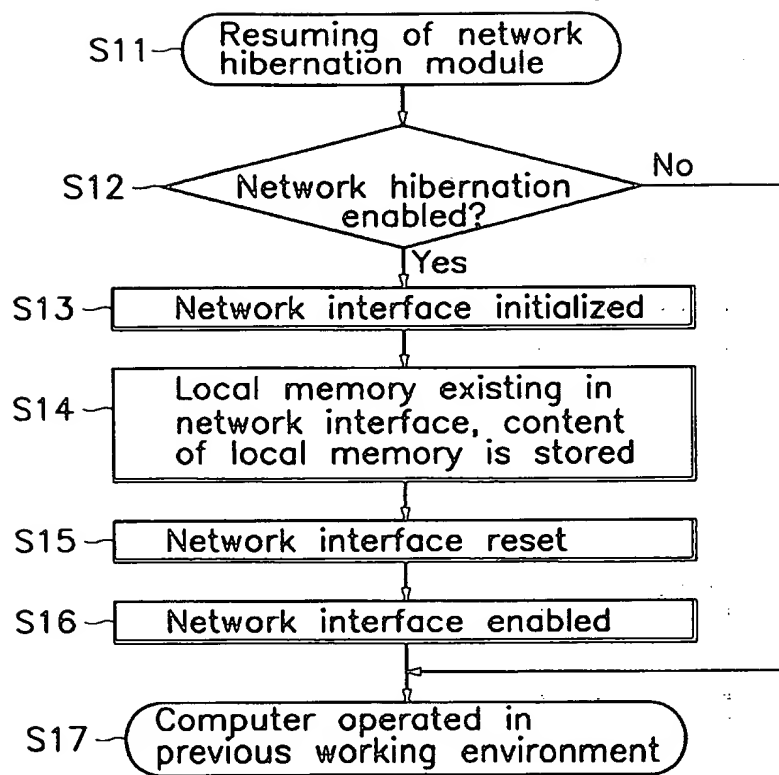 S11
Resuming of network
hibernation module
S12
Network hibernation
enabled?
No
Yes
S13
Network interface initialized
S14
Local memory existing in
network interface, content
of local memory is stored
S15
Network interface reset
S16
Network interface enabled
S17
Computer operated in
previous working environment